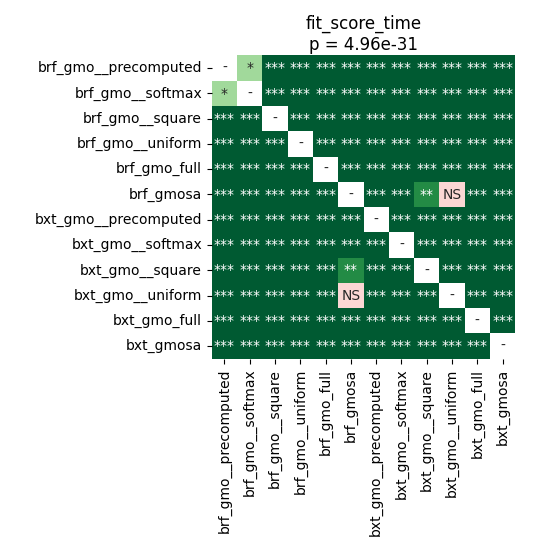 fit_score_time
p = 4.96e-31
brf_gmo__precomputed - * *** *** *** *** *** *** *** *** *** ***
brf_gmo__softmax * - *** *** *** *** *** *** *** *** *** ***
brf_gmo__square *** *** - *** *** *** *** *** *** *** *** ***
brf_gmo__uniform *** *** *** - *** *** *** *** *** *** *** ***
brf_gmo_full *** *** *** *** - *** *** *** *** *** *** ***
brf_gmosa *** *** *** *** *** - *** *** ** NS *** ***
bxt_gmo__precomputed *** *** *** *** *** *** - *** *** *** *** ***
bxt_gmo__softmax *** *** *** *** *** *** *** - *** *** *** ***
bxt_gmo__square *** *** *** *** *** ** *** *** - *** *** ***
bxt_gmo__uniform *** *** *** *** *** NS *** *** *** - *** ***
bxt_gmo_full *** *** *** *** *** *** *** *** *** *** - ***
bxt_gmosa *** *** *** *** *** *** *** *** *** *** *** -
brf_gmo__precomputed
brf_gmo__softmax
brf_gmo__square
brf_gmo__uniform
brf_gmo_full
brf_gmosa
bxt_gmo__precomputed
bxt_gmo__softmax
bxt_gmo__square
bxt_gmo__uniform
bxt_gmo_full
bxt_gmosa